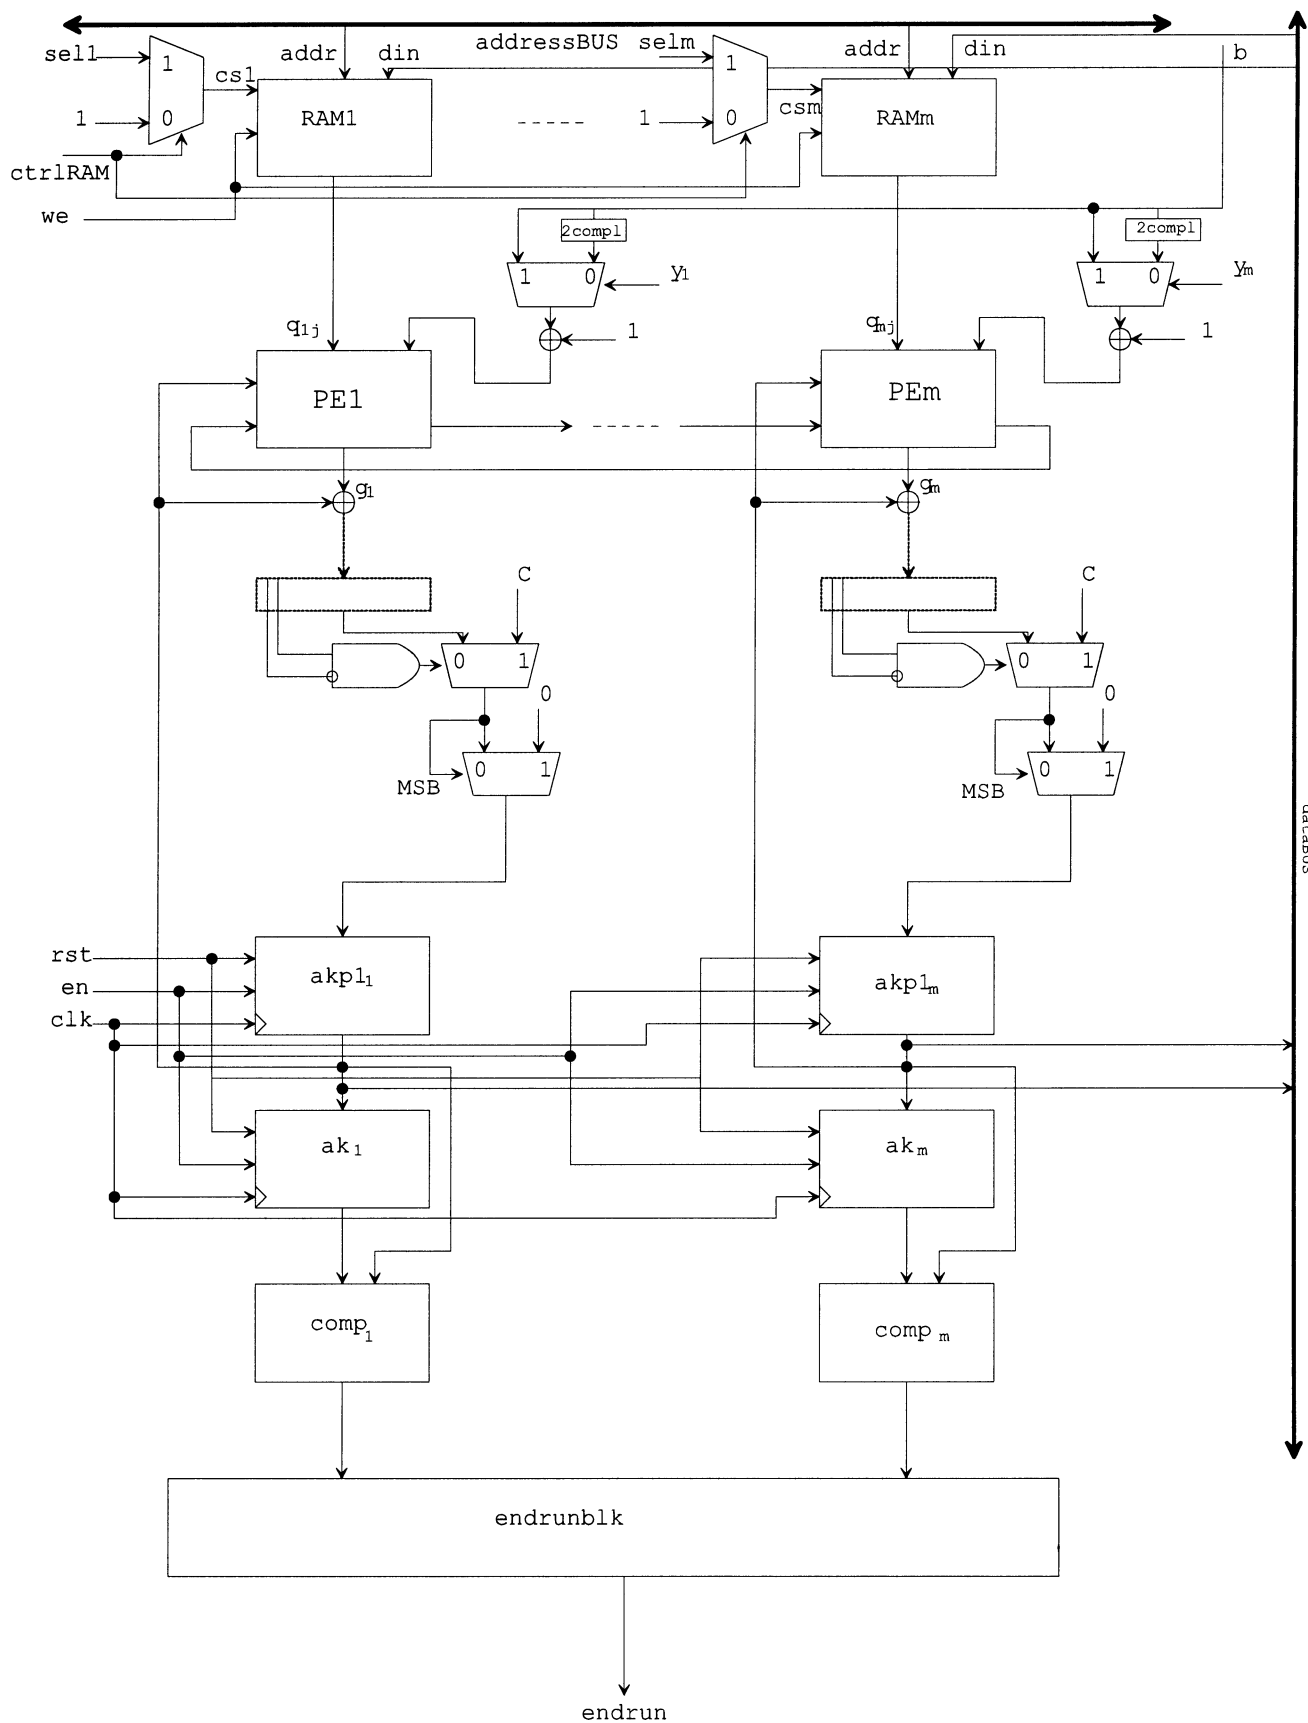 sel1
1
cs1
addr
din
addressBUS
selm
1
addr
din
b
1
0
RAM1
-----
1
0
csm
RAMm
ctrlRAM
we
2compl
2compl
1 0
y1
1 0
ym
q1j
1
qmj
1
PE1
-----
PEm
g1
gm
C
C
0 1
0 1
0
0
0 1
0 1
MSB
MSB
dataBUS
rst
en
clk
akp11
akp1m
ak1
akm
comp1
compm
endrunblk
endrun